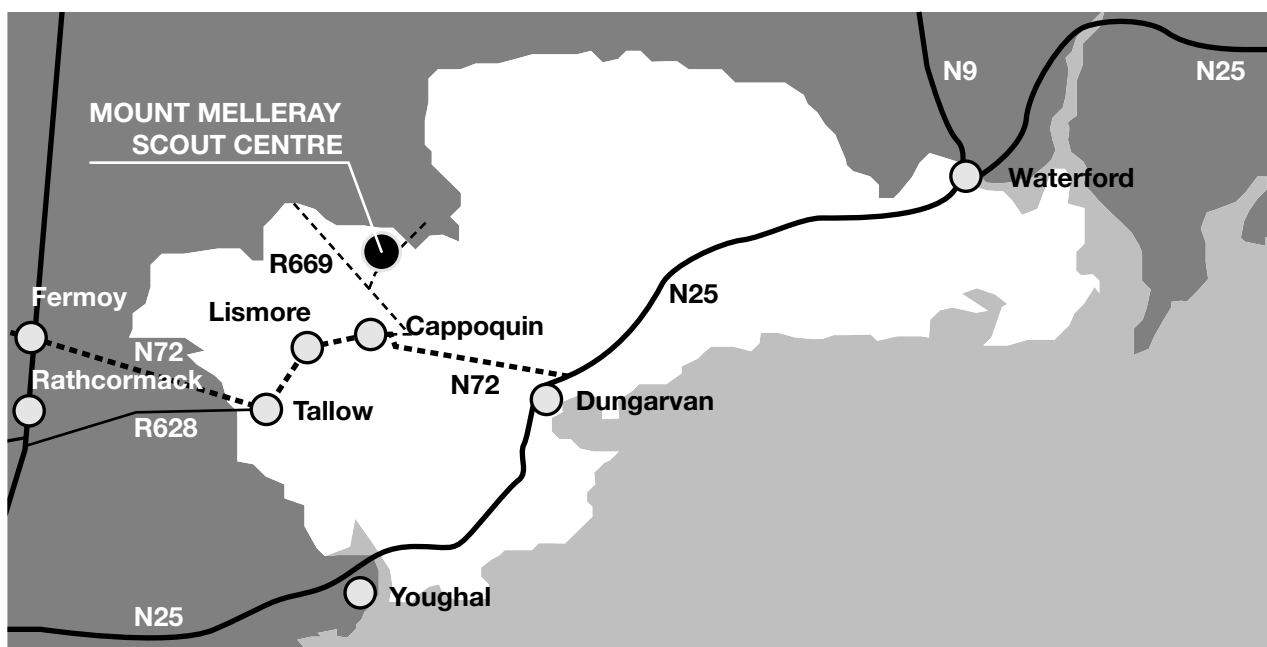 N9
N25
MOUNT MELLERAY
SCOUT CENTRE
Waterford
R669
Fermoy
Lismore
N25
Cappoquin
N72
Rathcormack
N72
Tallow
Dungarvan
R628
Youghal
N25